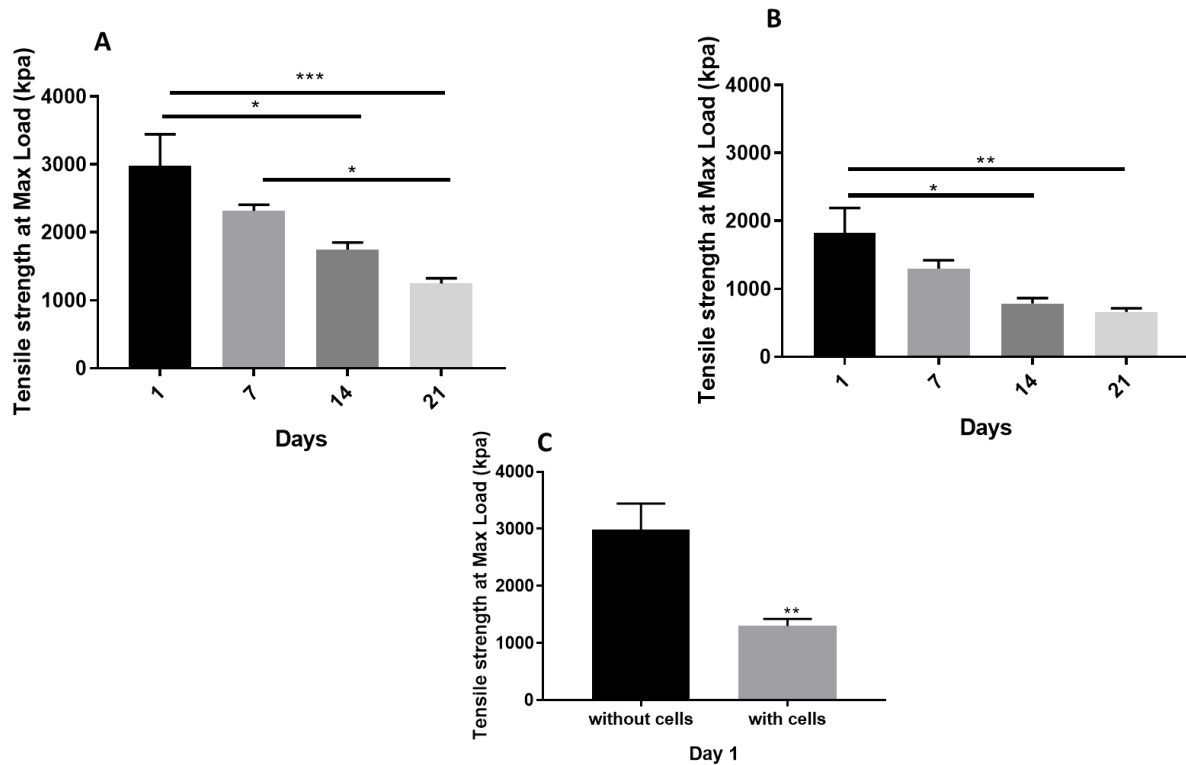 A
Tensile strength at Max Load (kpa)
4000
3000
2000
1000
0
***
*
*
1
7
14
21
Days
B
Tensile strength at Max Load (kpa)
4000
3000
2000
1000
0
**
*
1
7
14
21
Days
C
Tensile strength at Max Load (kpa)
4000
3000
2000
1000
0
**
without cells
with cells
Day 1